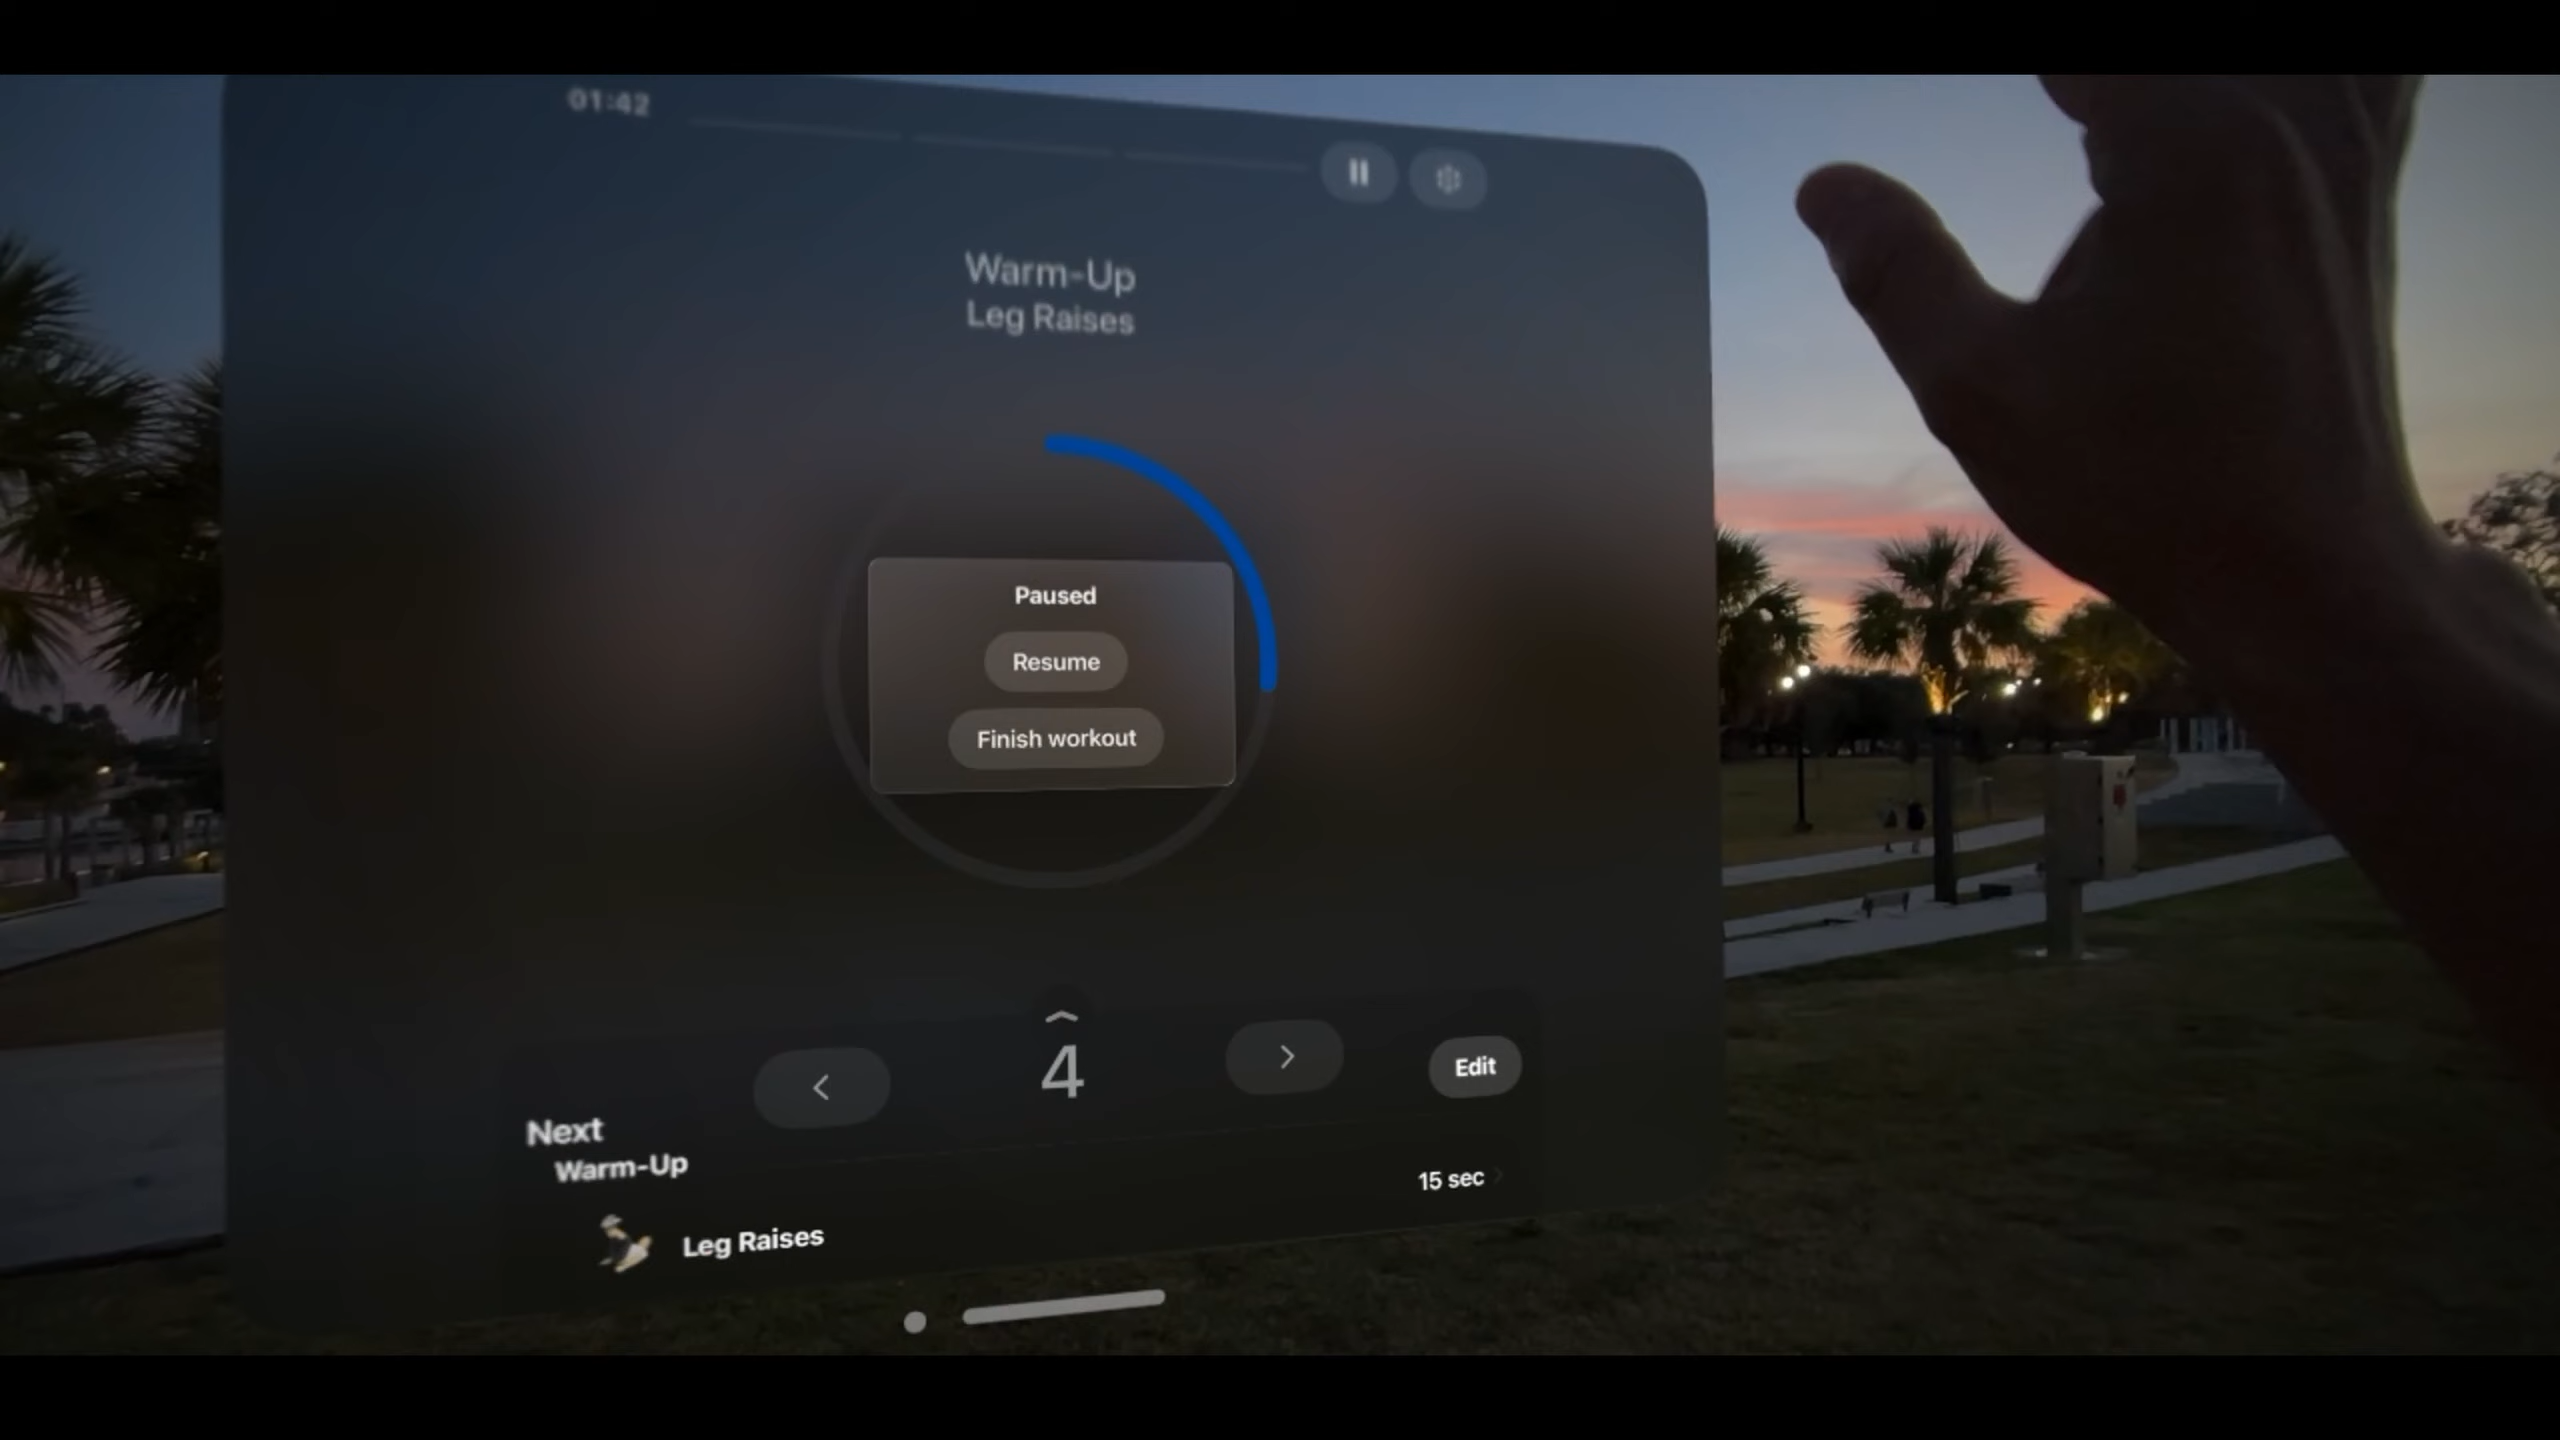 01:42
Warm-Up
Leg Raises
Paused
Resume
Finish workout
4
Edit
Next
Warm-Up
15 sec
Leg Raises